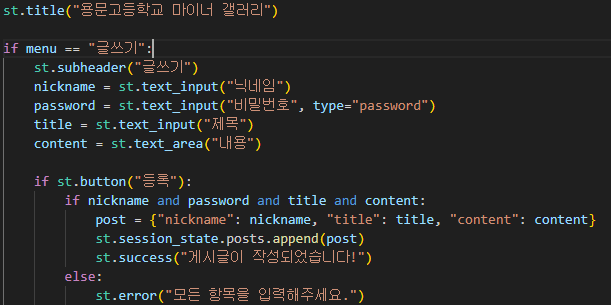 st.title("용문고등학교 마이너 갤러리")
if menu == "글쓰기":
    st.subheader("글쓰기")
    nickname = st.text_input("닉네임")
    password = st.text_input("비밀번호", type="password")
    title = st.text_input("제목")
    content = st.text_area("내용")
    if st.button("등록"):
        if nickname and password and title and content:
            post = {"nickname": nickname, "title": title, "content": content}
            st.session_state.posts.append(post)
            st.success("게시글이 작성되었습니다!")
        else:
            st.error("모든 항목을 입력해주세요.")